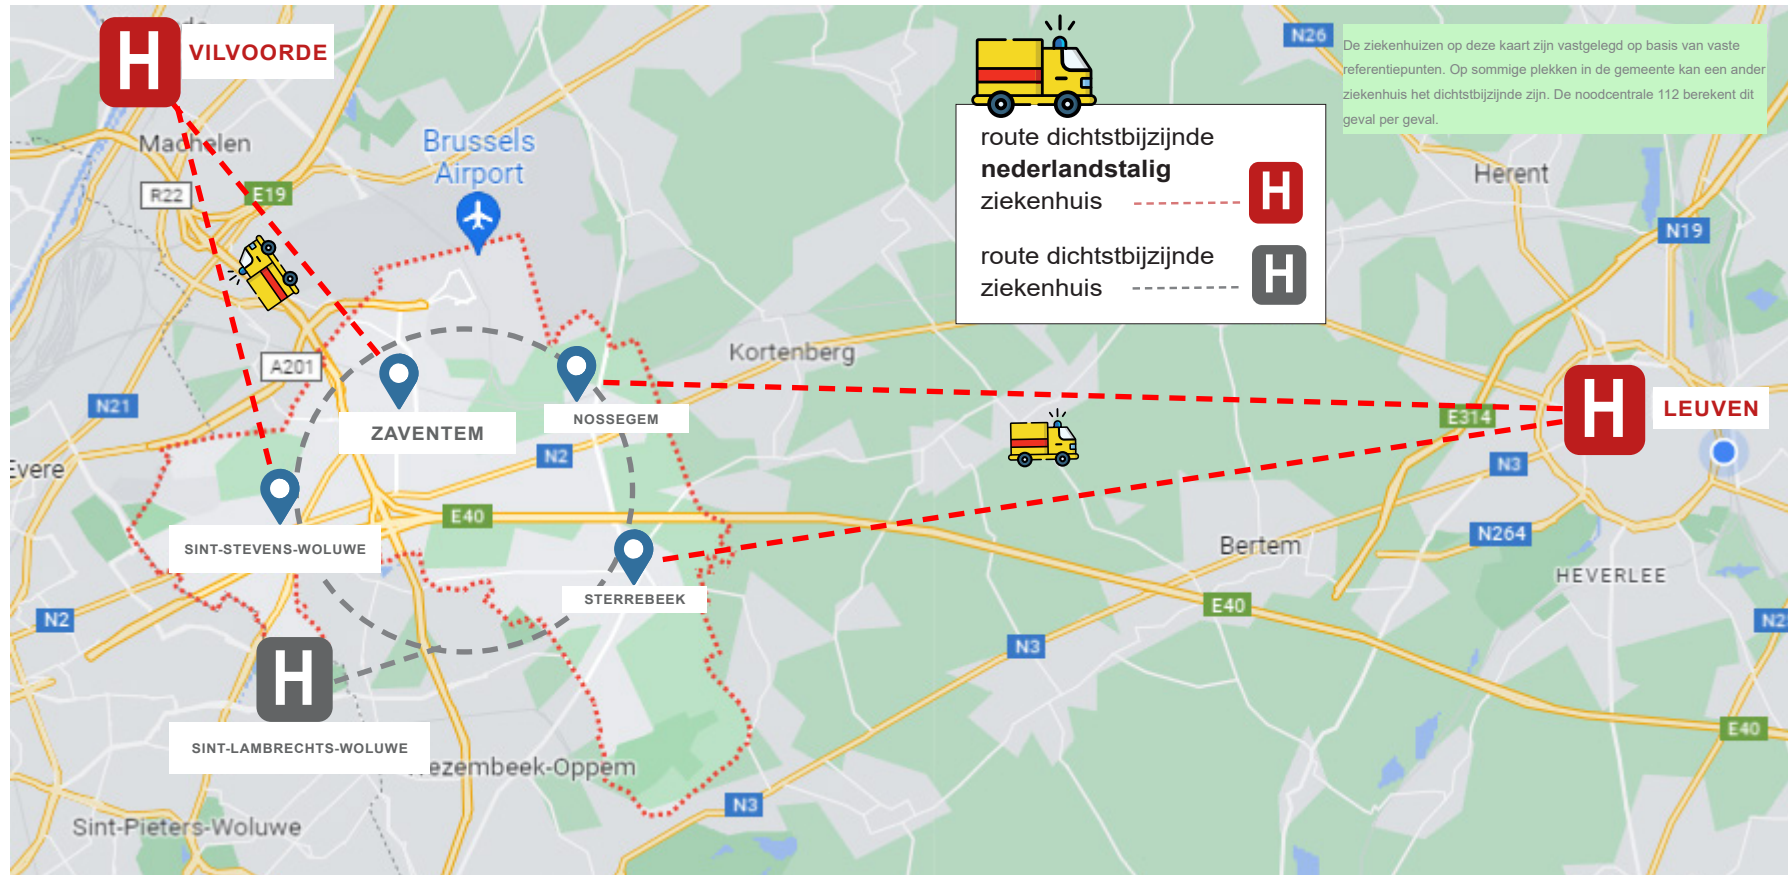 H
VILVOORDE
Machelen
R22
E19
Brussels
Airport
route dichtstbijzijnde
nederlandstalig
ziekenhuis
H
route dichtstbijzijnde
ziekenhuis
H
N26
De ziekenhuizen op deze kaart zijn vastgelegd op basis van vaste
referentiepunten. Op sommige plekken in de gemeente kan een ander
ziekenhuis het dichtstbijzijnde zijn. De noodcentrale 112 berekent dit
geval per geval.
Herent
N19
Kortenberg
A201
N21
ZAVENTEM
NOSSEGEM
E314
H
LEUVEN
Evere
N2
N3
E40
N264
SINT-STEVENS-WOLUWE
Bertem
HEVERLEE
STERREBEEK
N2
E40
N2
N3
H
SINT-LAMBRECHTS-WOLUWE
E40
ezembeek-Oppem
N3
Sint-Pieters-Woluwe